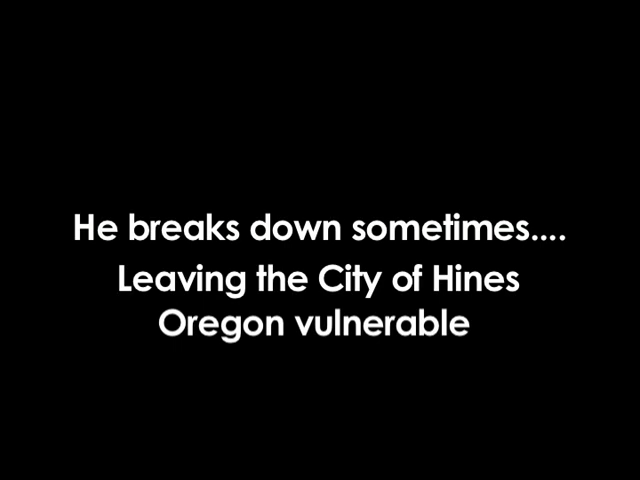 He breaks down sometimes....
Leaving the City of Hines
Oregon vulnerable